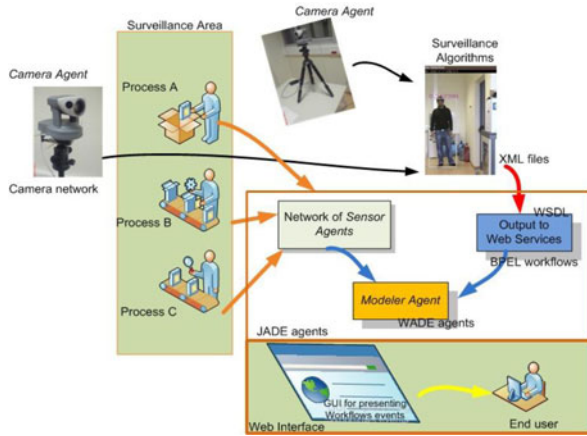 Surveillance Area
Camera Agent
Camera Agent
Surveillance
Algorithms
Process A
Camera network
XML files
Process B
Network of Sensor
Agents
WSDL
Output to
Web Services
BPEL workflows
Process C
Modeler Agent
WADE agents
JADE agents
GUI for presenting
Workflows events
Web Interface
End user